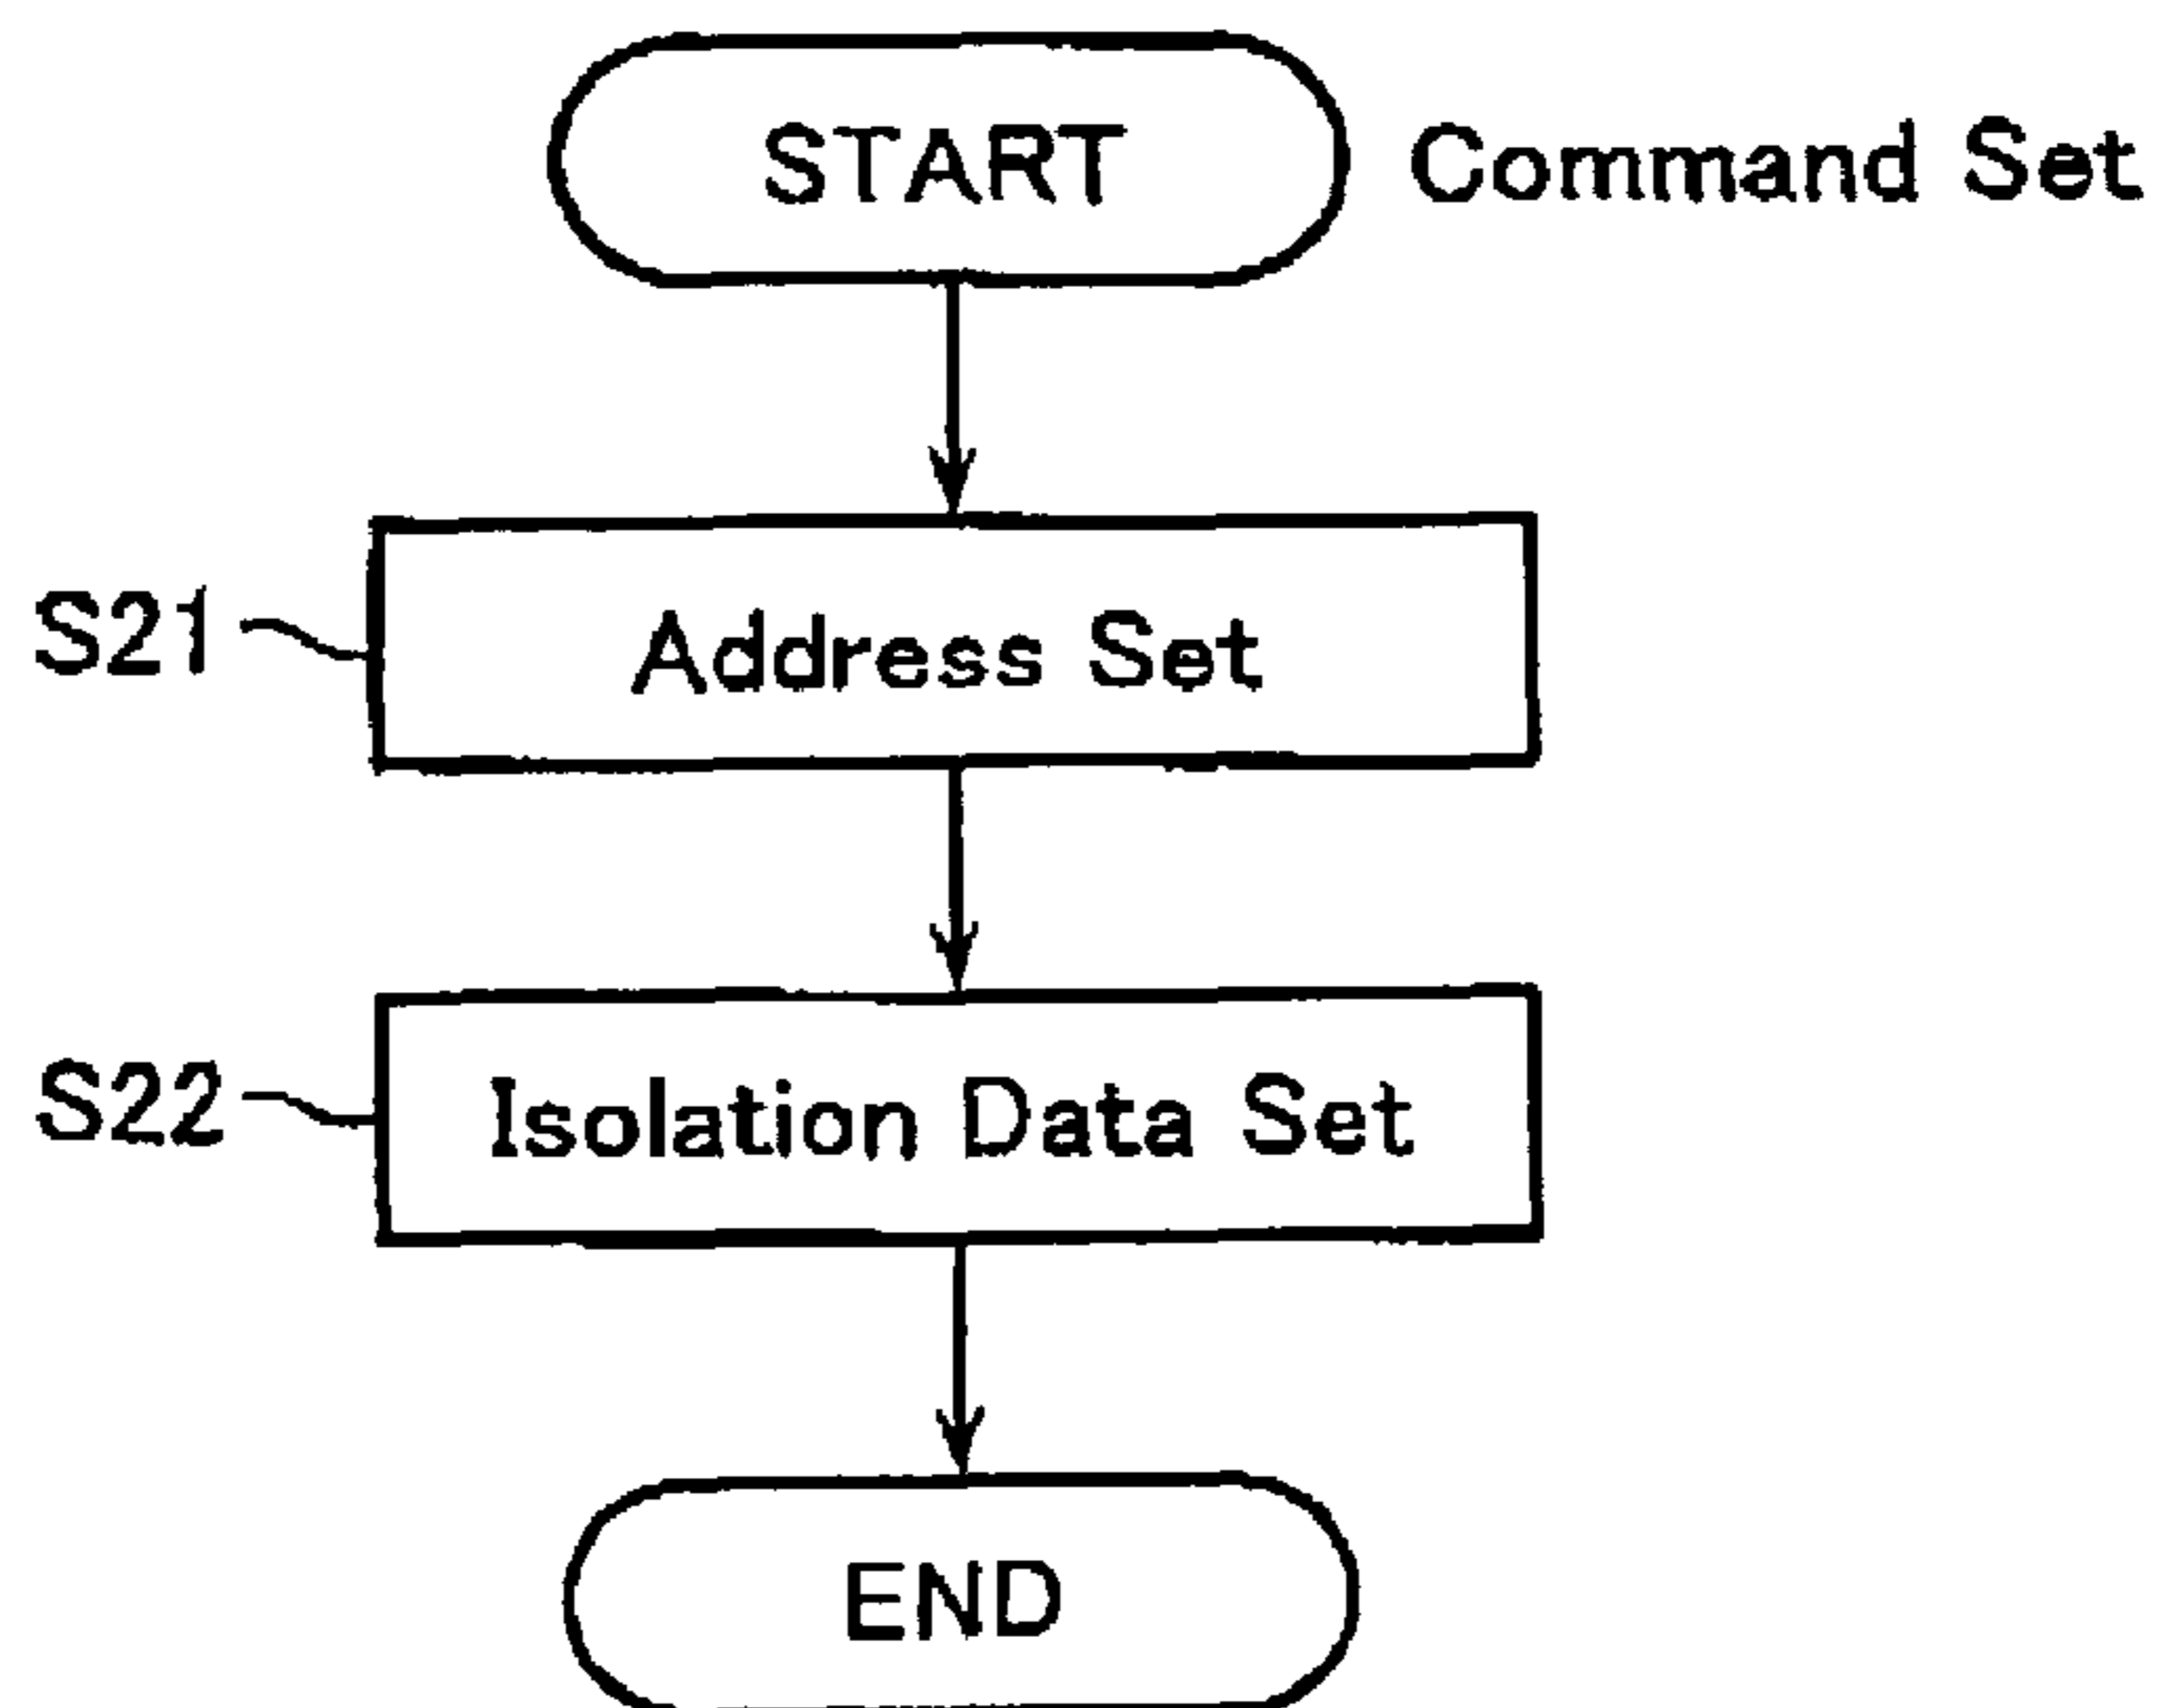 START Command Set
S21 Address Set
S22 Isolation Data Set
END